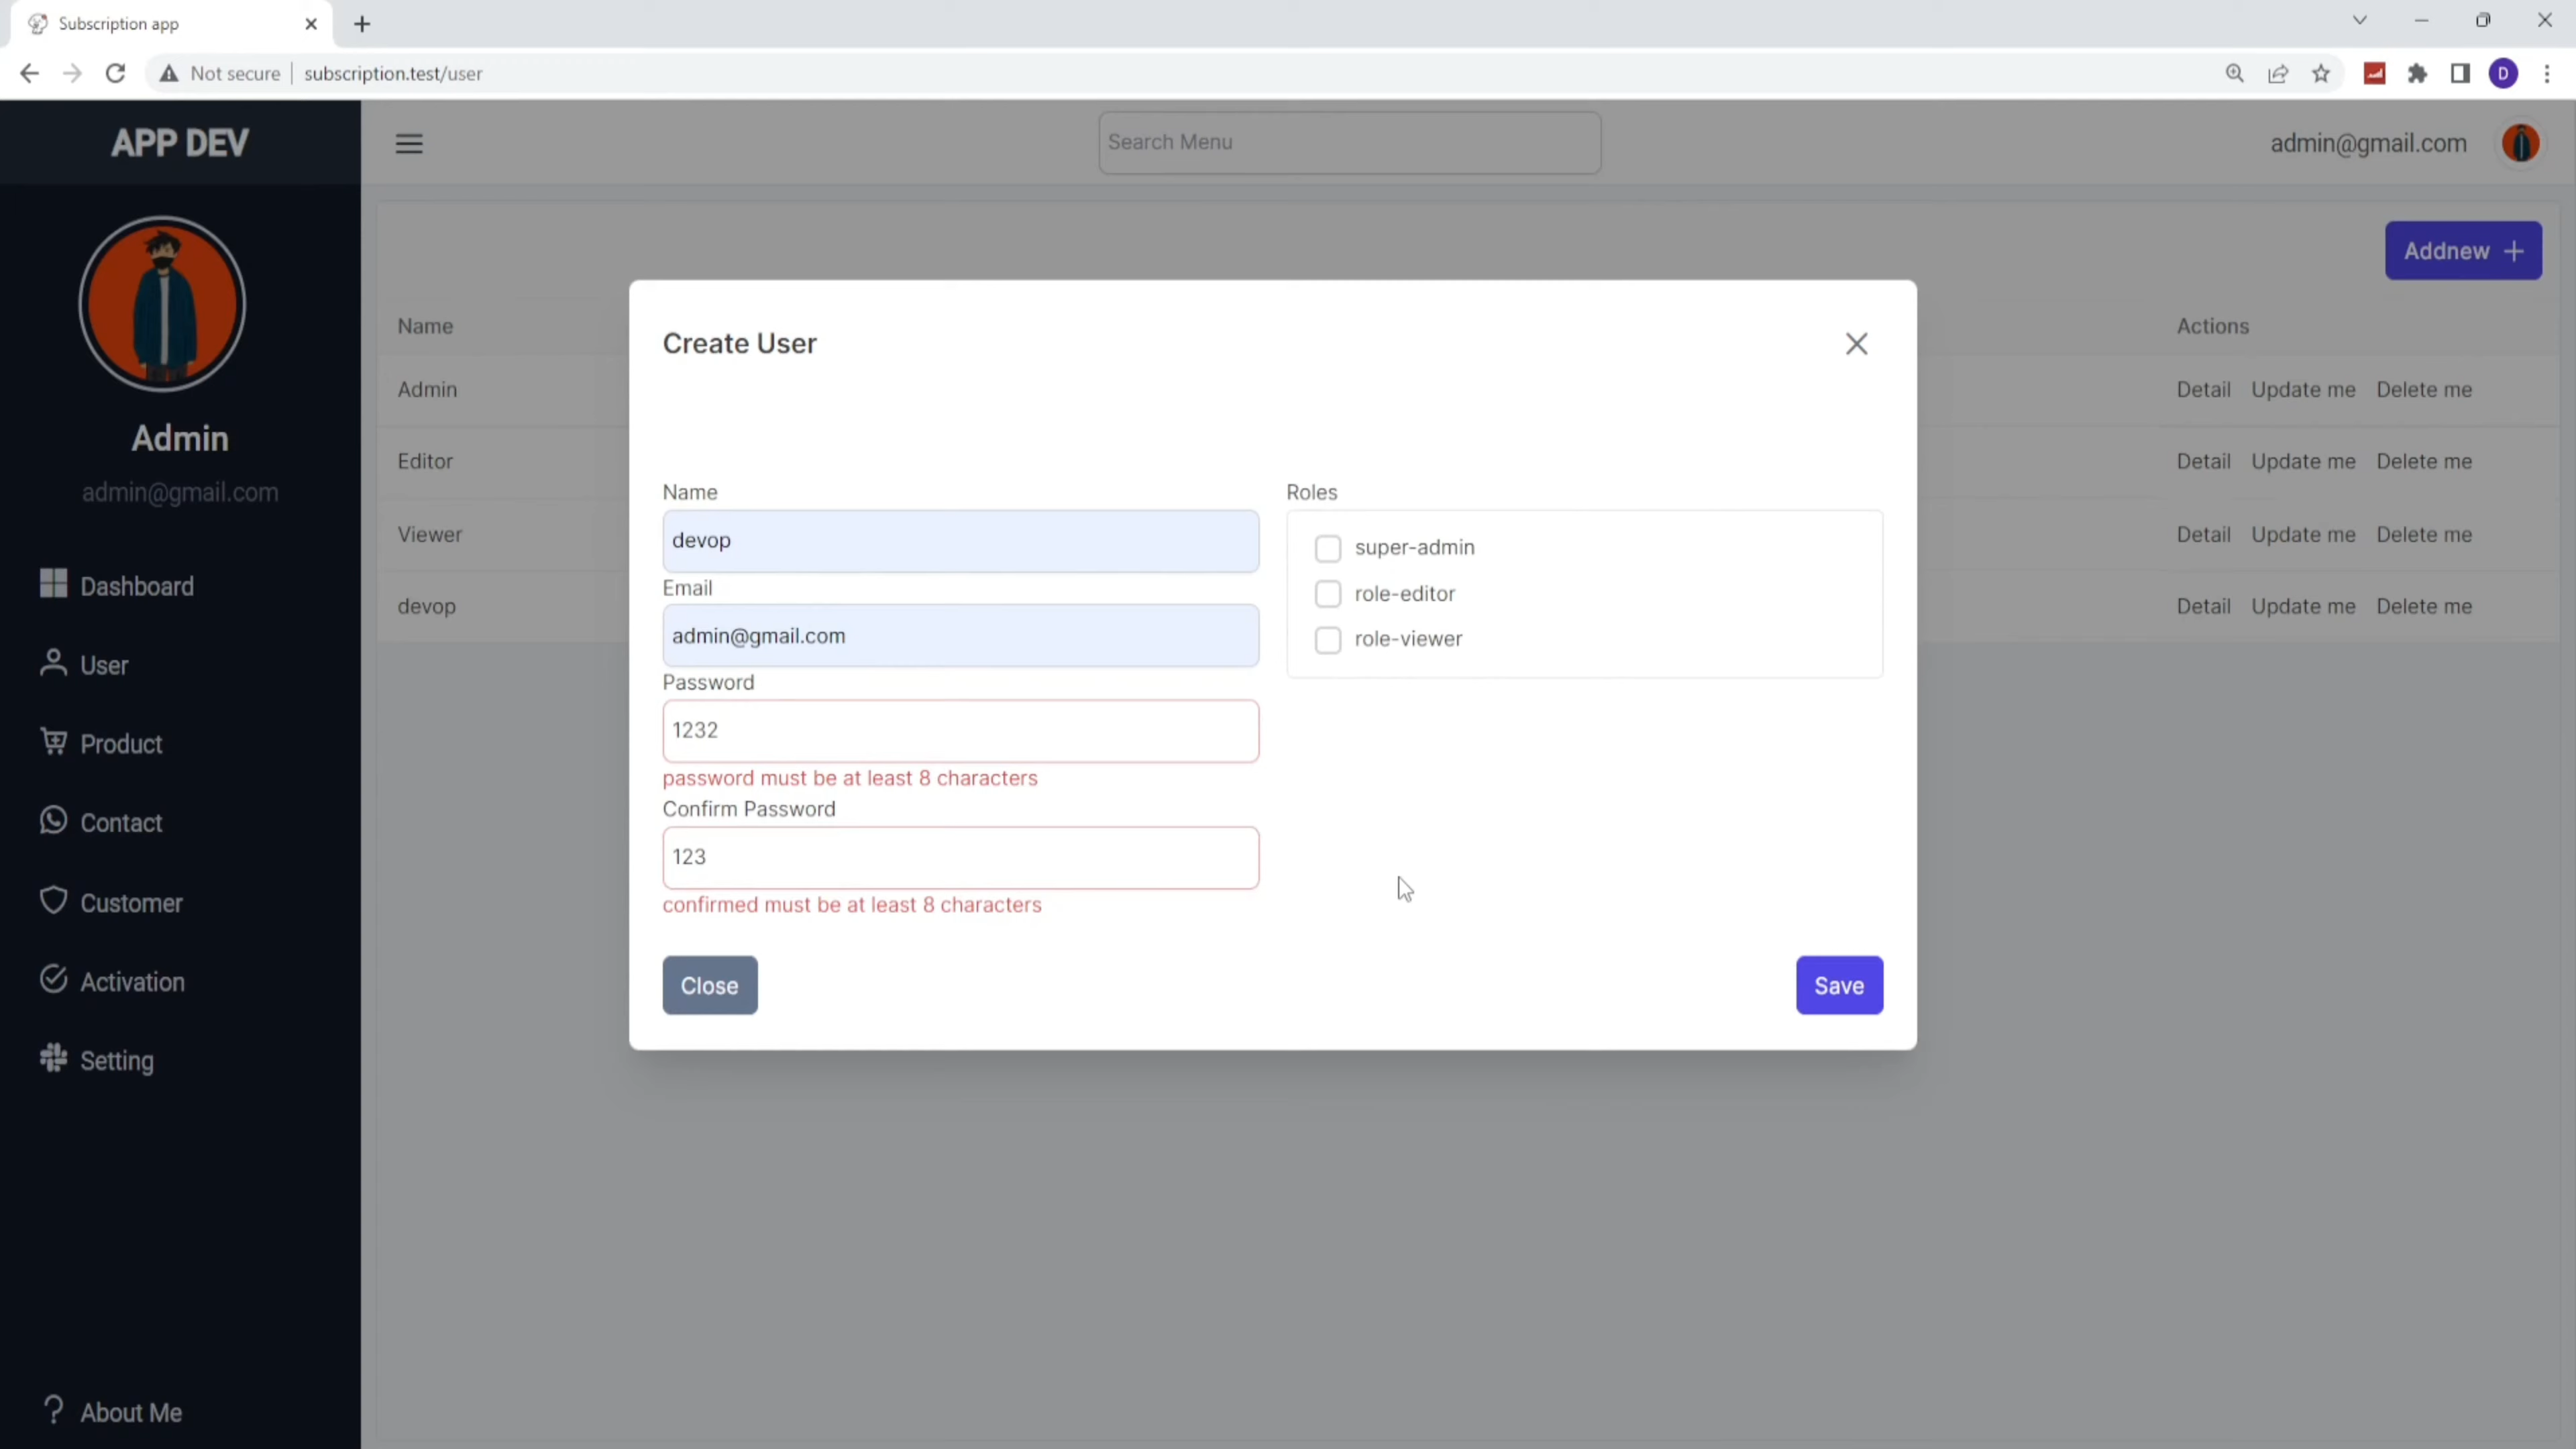 Subscription app
Not secure
subscription.test/user
D
APP DEV
Search Menu
admin@gmail.com
Admin
admin@gmail.com
Dashboard
User
Product
Contact
Customer
Activation
Setting
About Me
Addnew +
Name
Actions
Admin
Detail Update me Delete me
Editor
Detail Update me Delete me
Viewer
Detail Update me Delete me
devop
Detail Update me Delete me
Create User
Name
devop
Email
admin@gmail.com
Password
1232
password must be at least 8 characters
Confirm Password
123
confirmed must be at least 8 characters
Roles
super-admin
role-editor
role-viewer
Close
Save